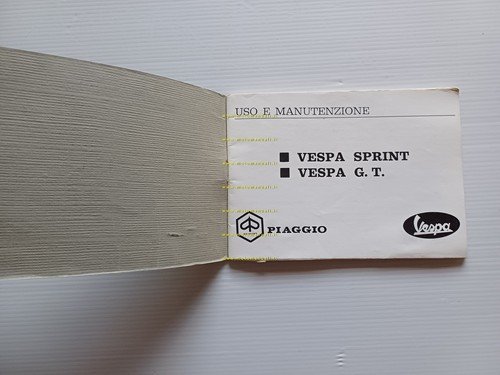 USO E MANUTENZIONE
■ VESPA SPRINT
■ VESPA G. T.
PIAGGIO
Vespa